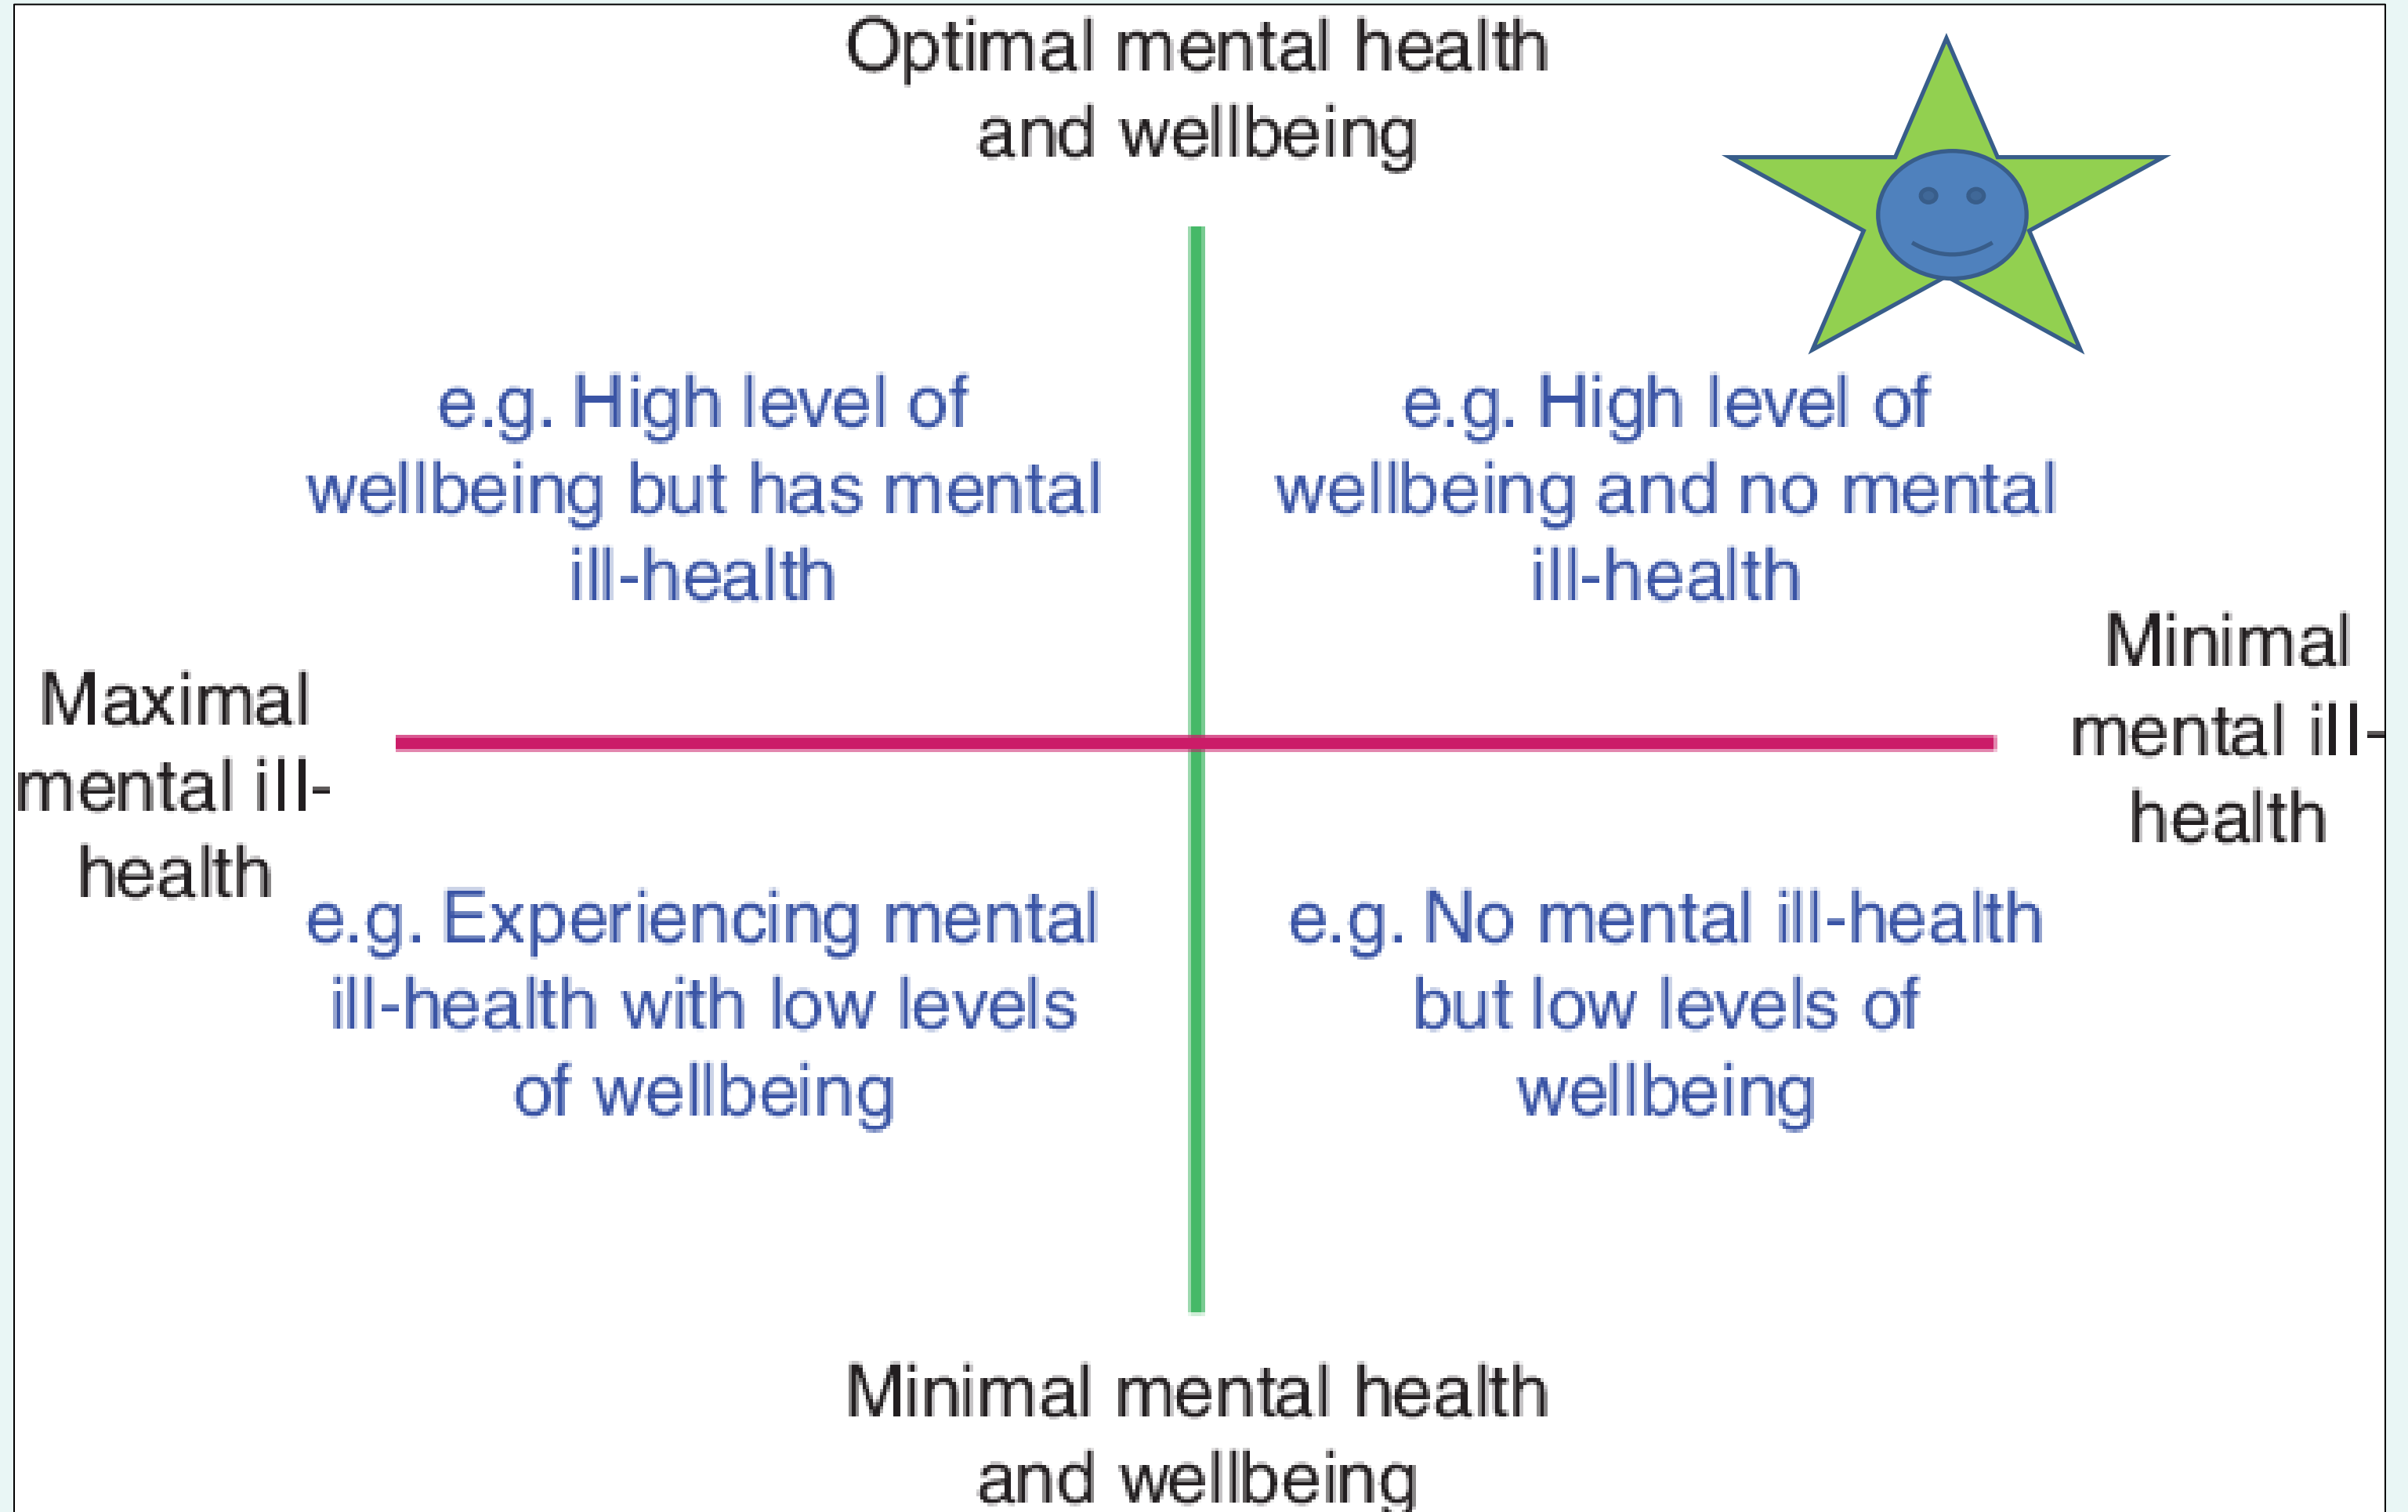 Optimal mental health
and wellbeing
e.g. High level of
wellbeing but has mental
ill-health
e.g. High level of
wellbeing and no mental
ill-health
Maximal
mental ill-
health
Minimal
mental ill-
health
e.g. Experiencing mental
ill-health with low levels
of wellbeing
e.g. No mental ill-health
but low levels of
wellbeing
Minimal mental health
and wellbeing